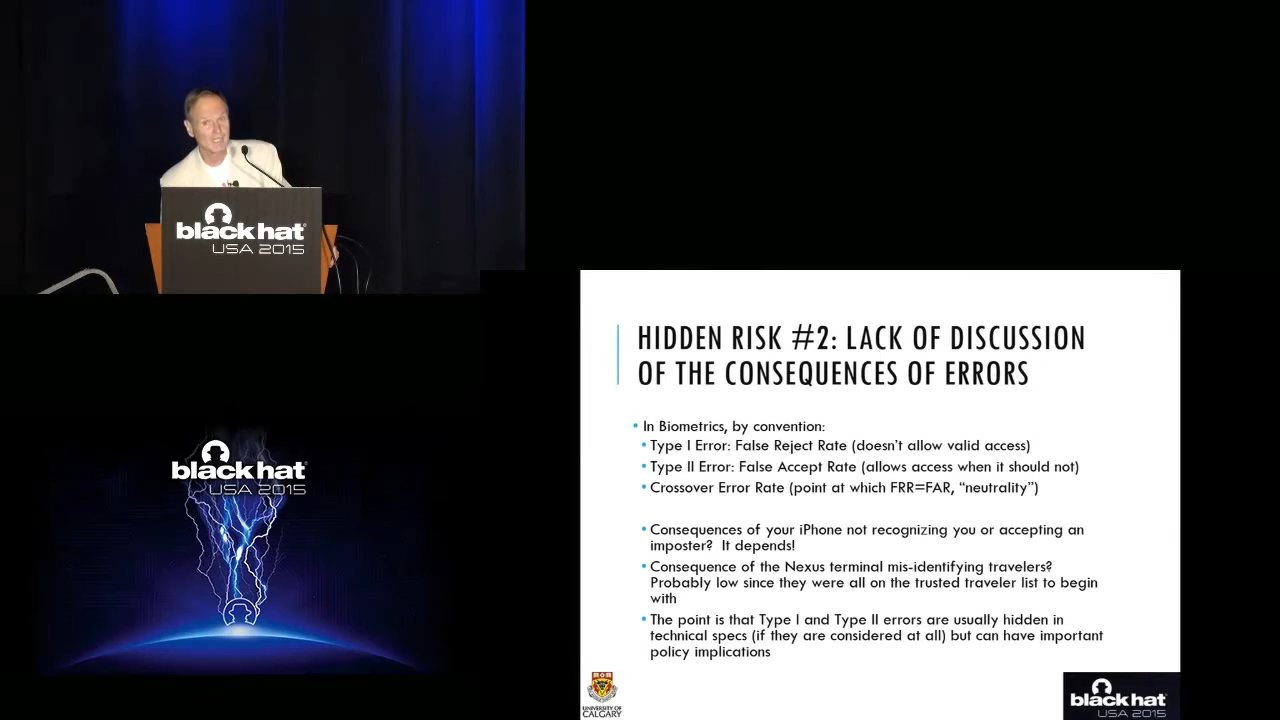 black hat
USA 2015
HIDDEN RISK #2: LACK OF DISCUSSION
OF THE CONSEQUENCES OF ERRORS
• In Biometrics, by convention:
• Type I Error: False Reject Rate (doesn't allow valid access)
• Type II Error: False Accept Rate (allows access when it should not)
• Crossover Error Rate (point at which FRR=FAR, "neutrality")
• Consequences of your iPhone not recognizing you or accepting an
imposter? It depends!
• Consequence of the Nexus terminal mis-identifying travelers?
Probably low since they were all on the trusted traveler list to begin
with
• The point is that Type I and Type II errors are usually hidden in
technical specs (if they are considered at all) but can have important
policy implications
black hat
USA 2015
UNIVERSITY OF
CALGARY
black hat
USA 2015